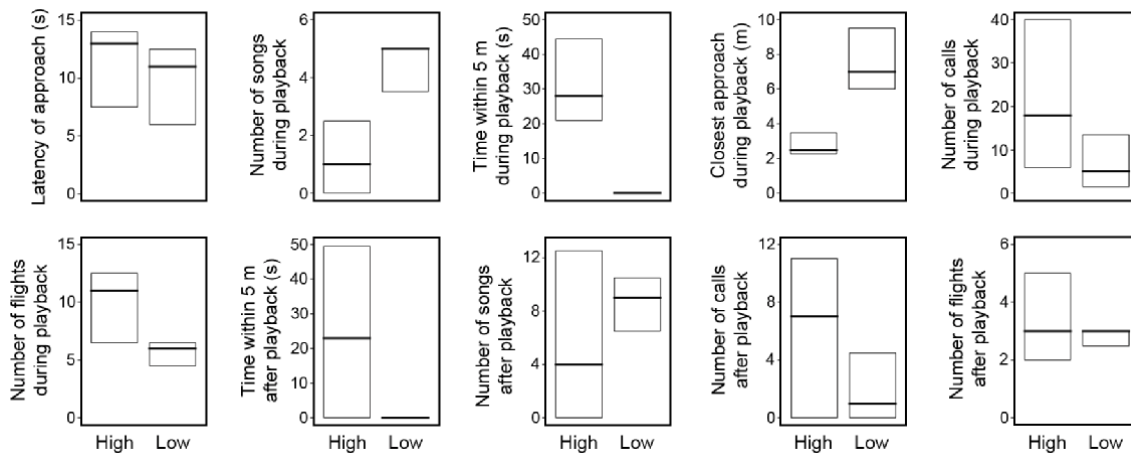 Latency of approach (s)
15
10
5
0
Number of songs
during playback
6
4
2
0
Time within 5 m
during playback (s)
50
40
30
20
10
0
Closest approach
during playback (m)
10
8
6
4
2
0
Number of calls
during playback
40
30
20
10
0
Number of flights
during playback
15
10
5
0
High Low
Time within 5 m
after playback (s)
50
40
30
20
10
0
High Low
Number of songs
after playback
12
8
4
0
High Low
Number of calls
after playback
12
8
4
0
High Low
Number of flights
after playback
6
4
2
0
High Low